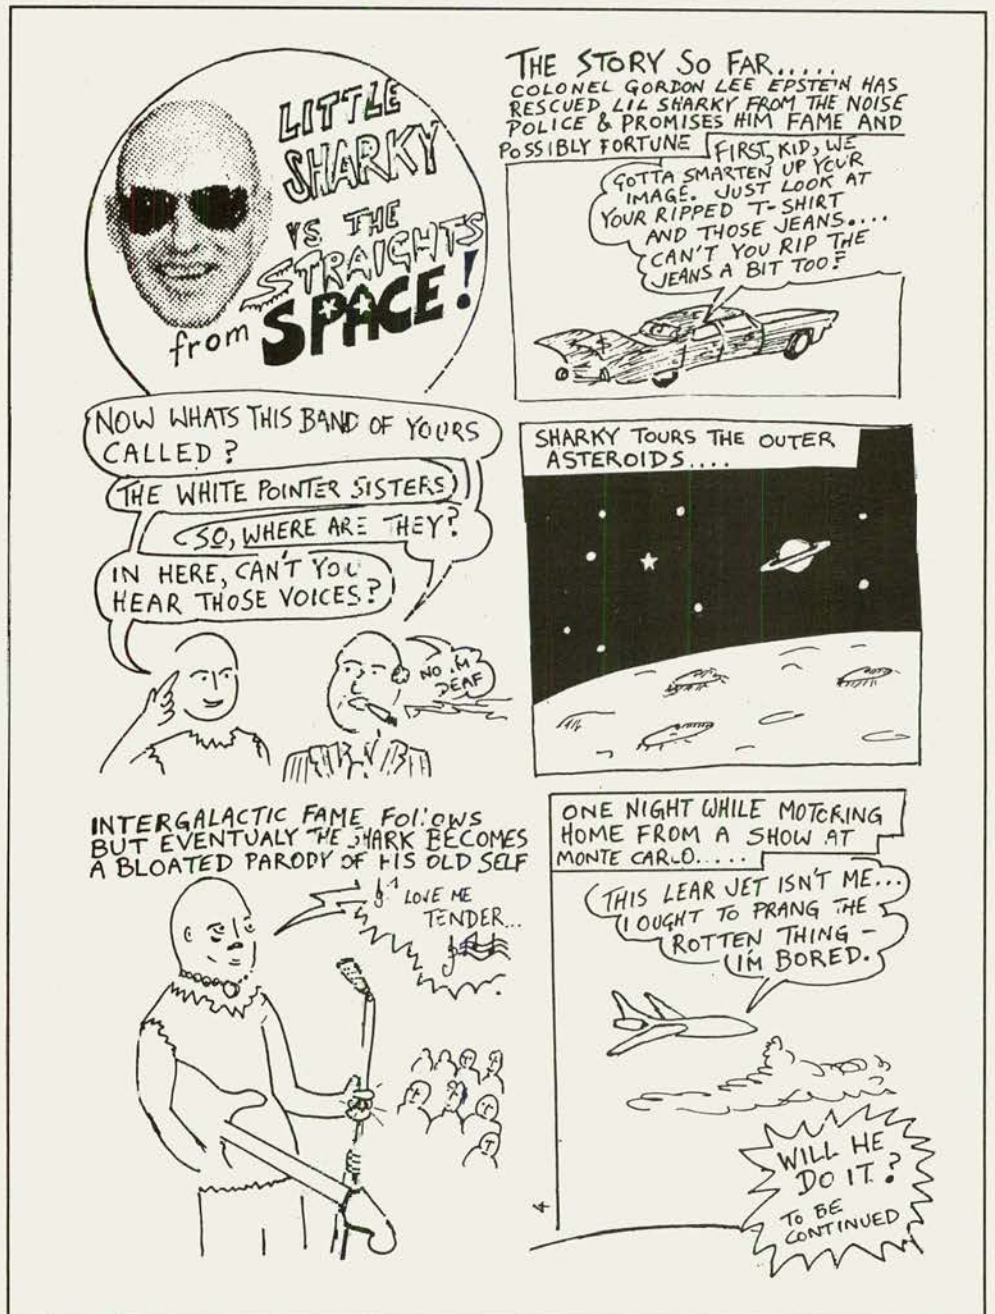 LITTLE
SHARKY
VS. THE
STRAIGHTS
from SPACE!
THE STORY SO FAR.....
COLONEL GORDON LEE EPSTEIN HAS
RESCUED LIL SHARKY FROM THE NOISE
POLICE & PROMISES HIM FAME AND
POSSIBLY FORTUNE
FIRST, KID, WE
GOTTA SMARTEN UP YOUR
IMAGE. JUST LOOK AT
YOUR RIPPED T-SHIRT
AND THOSE JEANS....
CAN'T YOU RIP THE
JEANS A BIT TOO?
NOW WHATS THIS BAND OF YOURS
CALLED?
THE WHITE POINTER SISTERS
SO, WHERE ARE THEY?
IN HERE, CAN'T YOU
HEAR THOSE VOICES?
NO I'M
DEAF
SHARKY TOURS THE OUTER
ASTEROIDS....
INTERGALACTIC FAME FOLLOWS
BUT EVENTUALY THE SHARK BECOMES
A BLOATED PARODY OF HIS OLD SELF
LOVE ME
TENDER...
ONE NIGHT WHILE MOTORING
HOME FROM A SHOW AT
MONTE CARLO.....
THIS LEAR JET ISN'T ME...
I OUGHT TO PRANG THE
ROTTEN THING -
I'M BORED.
WILL HE
DO IT?
TO BE
CONTINUED
4